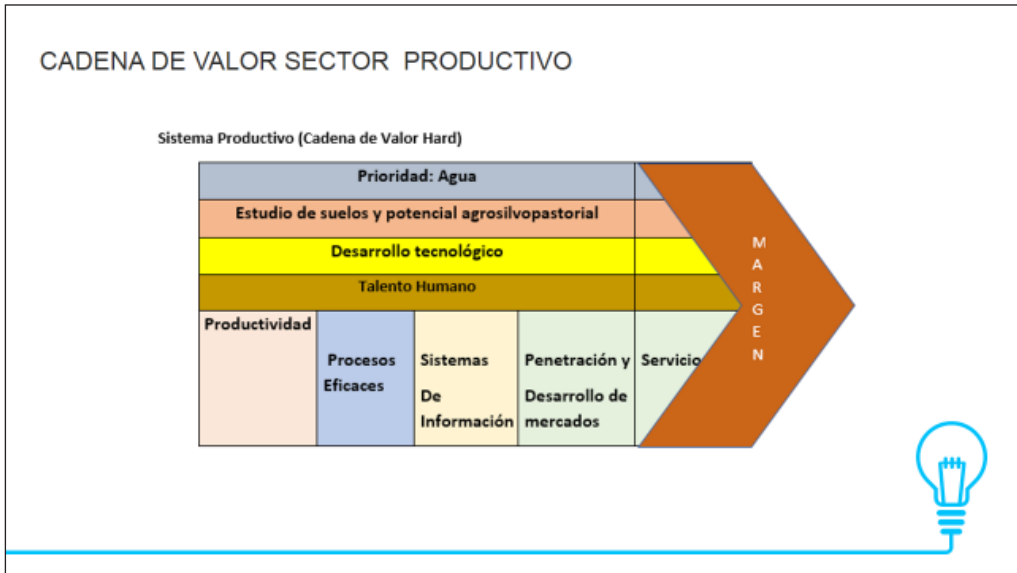 CADENA DE VALOR SECTOR PRODUCTIVO
Sistema Productivo (Cadena de Valor Hard)
Prioridad: Agua
Estudio de suelos y potencial agrosilvopastorial
Desarrollo tecnológico
Talento Humano
Productividad
Procesos
Eficaces
Sistemas
De
Información
Penetración y
Desarrollo de
mercados
Servicio
M
A
R
G
E
N